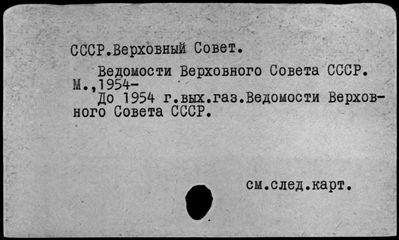 СССР.Верховный Совет.
Ведомости Верховного Совета СССР.
М.,1954-
До 1954 г.вых.газ.Ведомости Верхов-
ного Совета СССР.
см.след.карт.